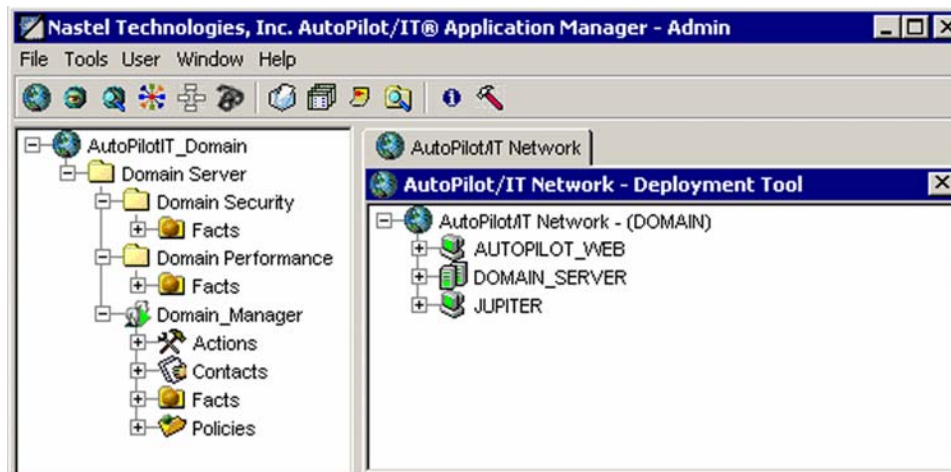 Nastel Technologies, Inc. AutoPilot/IT® Application Manager - Admin
File Tools User Window Help
AutoPilotIT_Domain
Domain Server
Domain Security
Facts
Domain Performance
Facts
Domain_Manager
Actions
Contacts
Facts
Policies
AutoPilot/IT Network
AutoPilot/IT Network - Deployment Tool
AutoPilot/IT Network - (DOMAIN)
AUTOPILOT_WEB
DOMAIN_SERVER
JUPITER